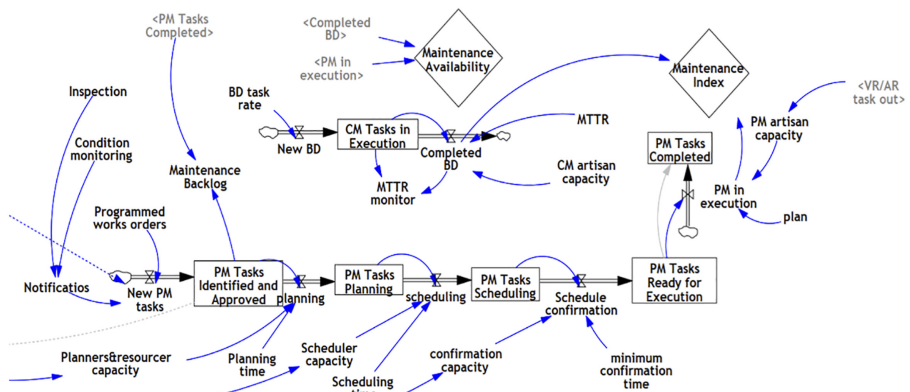 <PM Tasks
Completed>
<Completed
BD>
<PM in
execution>
Maintenance
Availability
Maintenance
Index
<VR/AR
task out>
Inspection
BD task
rate
Condition
monitoring
New BD
CM Tasks in
Execution
Completed
BD
MTTR
PM artisan
capacity
PM Tasks
Completed
Maintenance
Backlog
MTTR
monitor
CM artisan
capacity
PM in
execution
plan
Programmed
works orders
Notificatios
New PM
tasks
PM Tasks
Identified and
Approved
planning
PM Tasks
Planning
scheduling
PM Tasks
Scheduling
Schedule
confirmation
PM Tasks
Ready for
Execution
Planners&resourcer
capacity
Planning
time
Scheduler
capacity
Scheduling
confirmation
capacity
minimum
confirmation
time